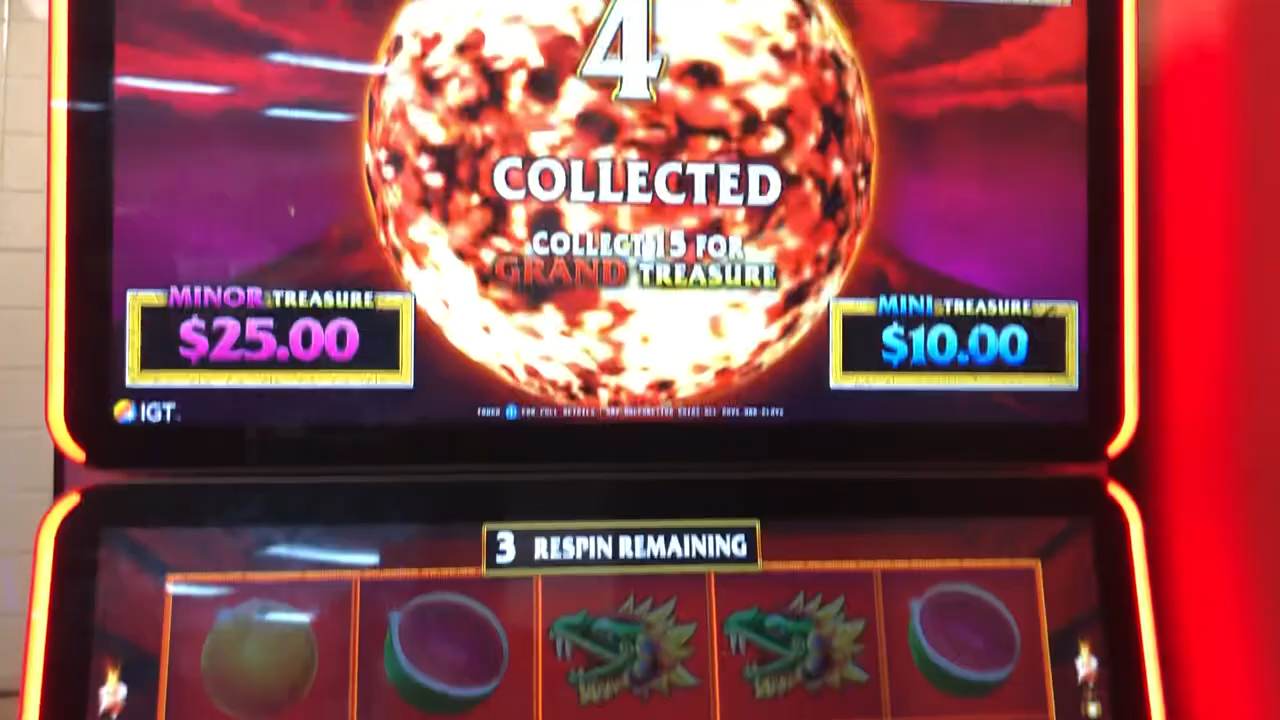 4
COLLECTED
COLLECT 15 FOR
GRAND TREASURE
MINOR TREASURE
$25.00
MINI TREASURE
$10.00
IGT
3 RESPIN REMAINING